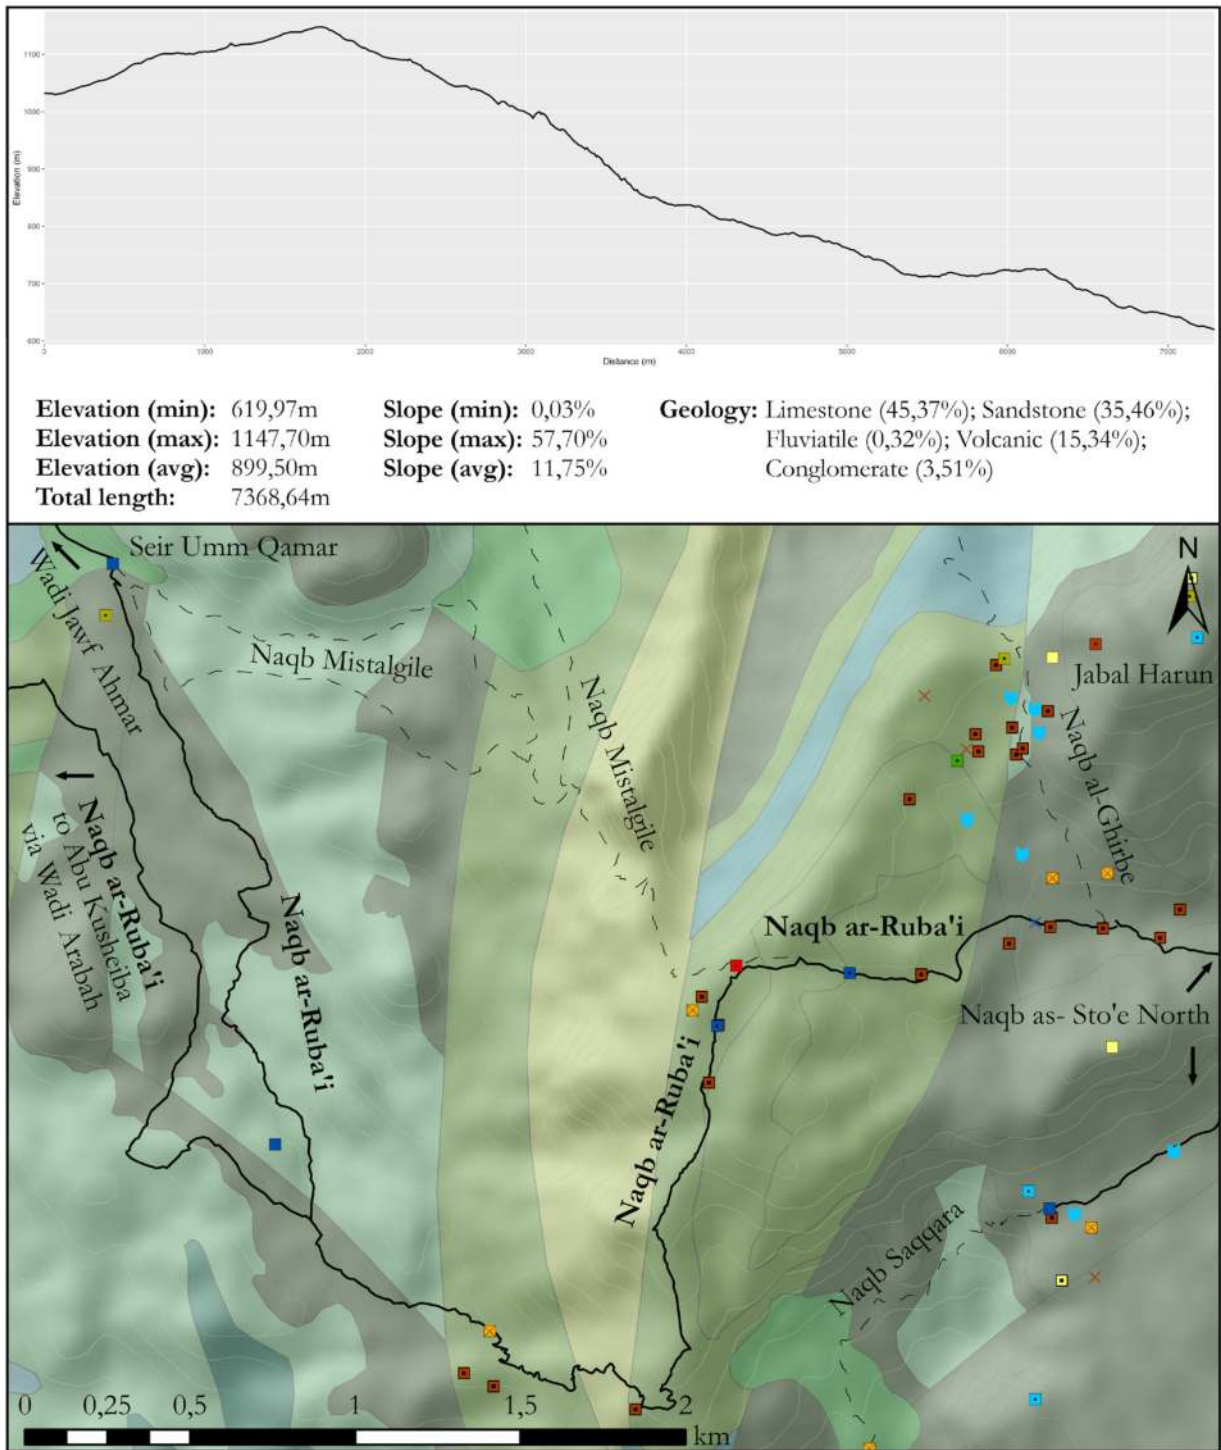 1100
1000
900
800
700
600
Elevation (m)
0 1000 2000 3000 4000 5000 6000 7000
Distance (m)
Elevation (min): 619,97m
Elevation (max): 1147,70m
Elevation (avg): 899,50m
Total length: 7368,64m
Slope (min): 0,03%
Slope (max): 57,70%
Slope (avg): 11,75%
Geology: Limestone (45,37%); Sandstone (35,46%);
Fluviatile (0,32%); Volcanic (15,34%);
Conglomerate (3,51%)
Seir Umm Qamar
N
Wadi Jawf Ahmar
Naqb Mistalgile
Naqb Mistalgile
Jabal Harun
Naqb al-Ghirbe
Naqb ar-Ruba'i
to Abu Kusheiba
via Wadi Arabah
Naqb ar-Ruba'i
Naqb ar-Ruba'i
Naqb as- Sto'e North
Naqb ar-Ruba'i
Naqb Saqqara
0 0,25 0,5 1 1,5 2
km